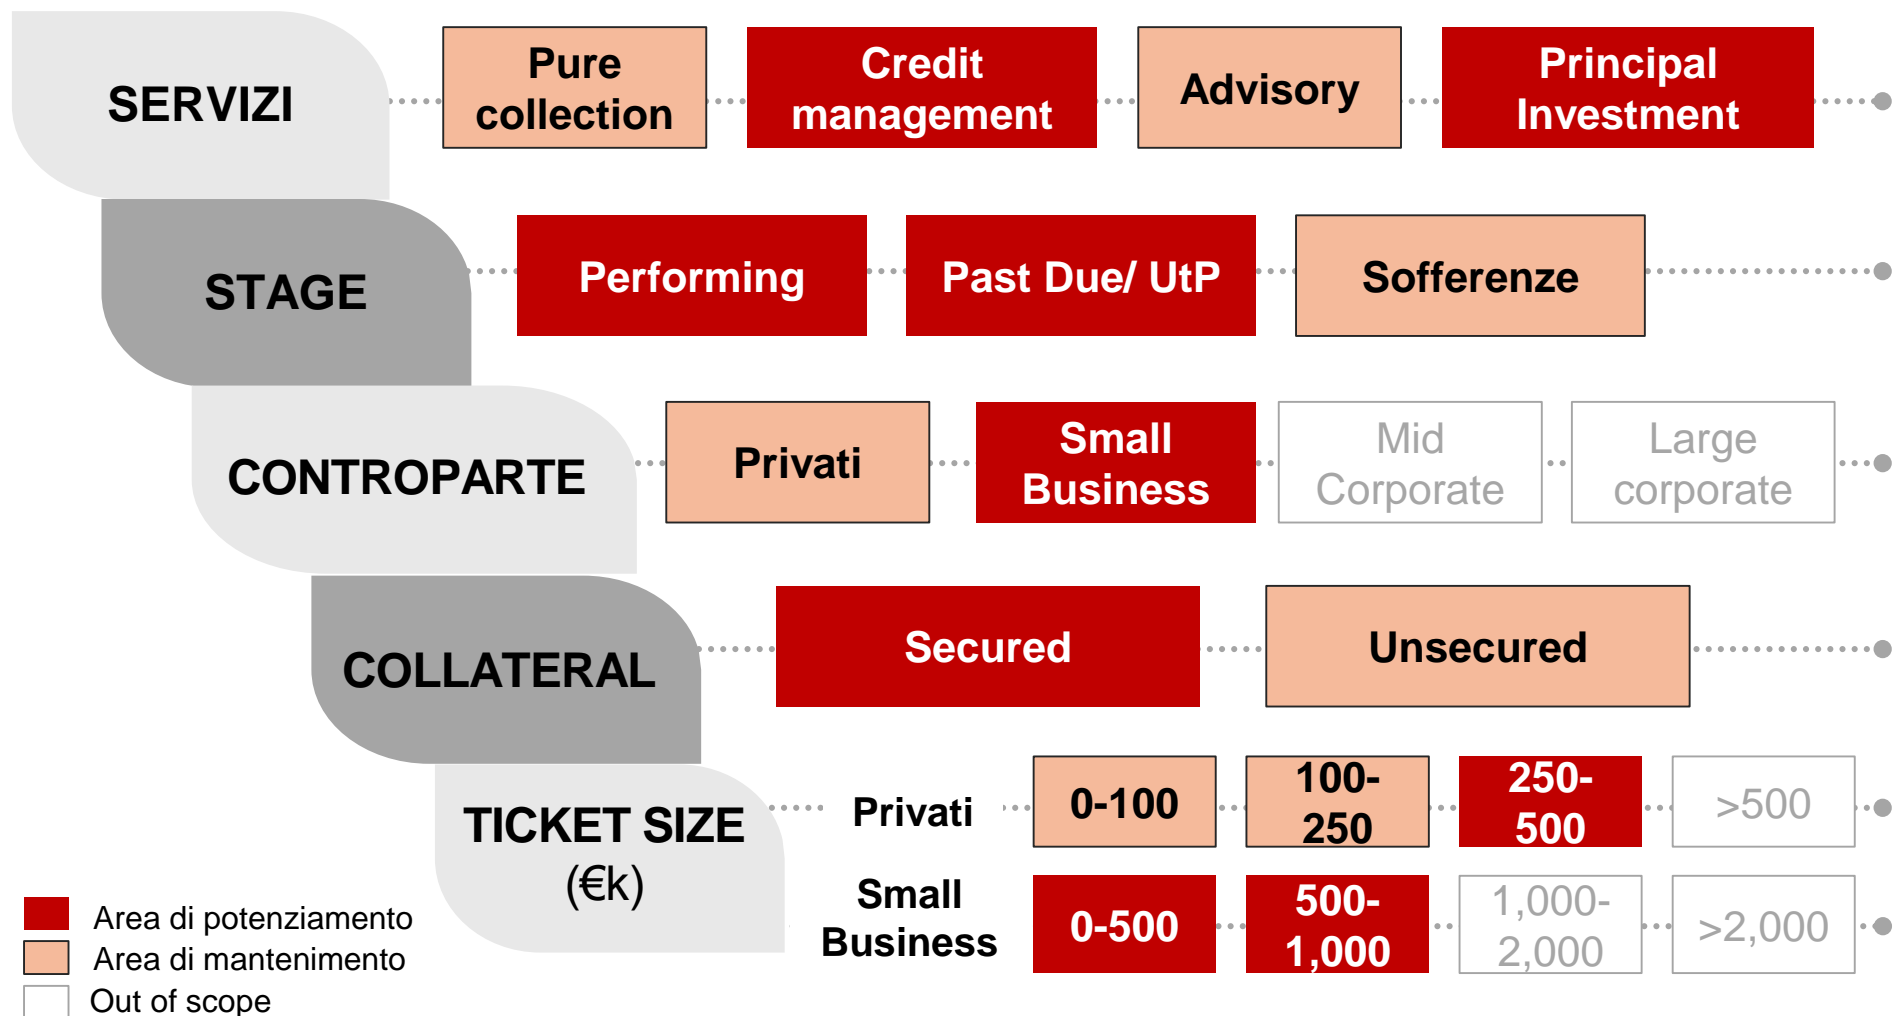 SERVIZI
Pure
collection
Credit
management
Advisory
Principal
Investment
STAGE
Performing
Past Due/ UtP
Sofferenze
CONTROPARTE
Privati
Small
Business
Mid
Corporate
Large
corporate
COLLATERAL
Secured
Unsecured
TICKET SIZE
(€k)
Privati
0-100
100-
250
250-
500
>500
Small
Business
0-500
500-
1,000
1,000-
2,000
>2,000
Area di potenziamento
Area di mantenimento
Out of scope